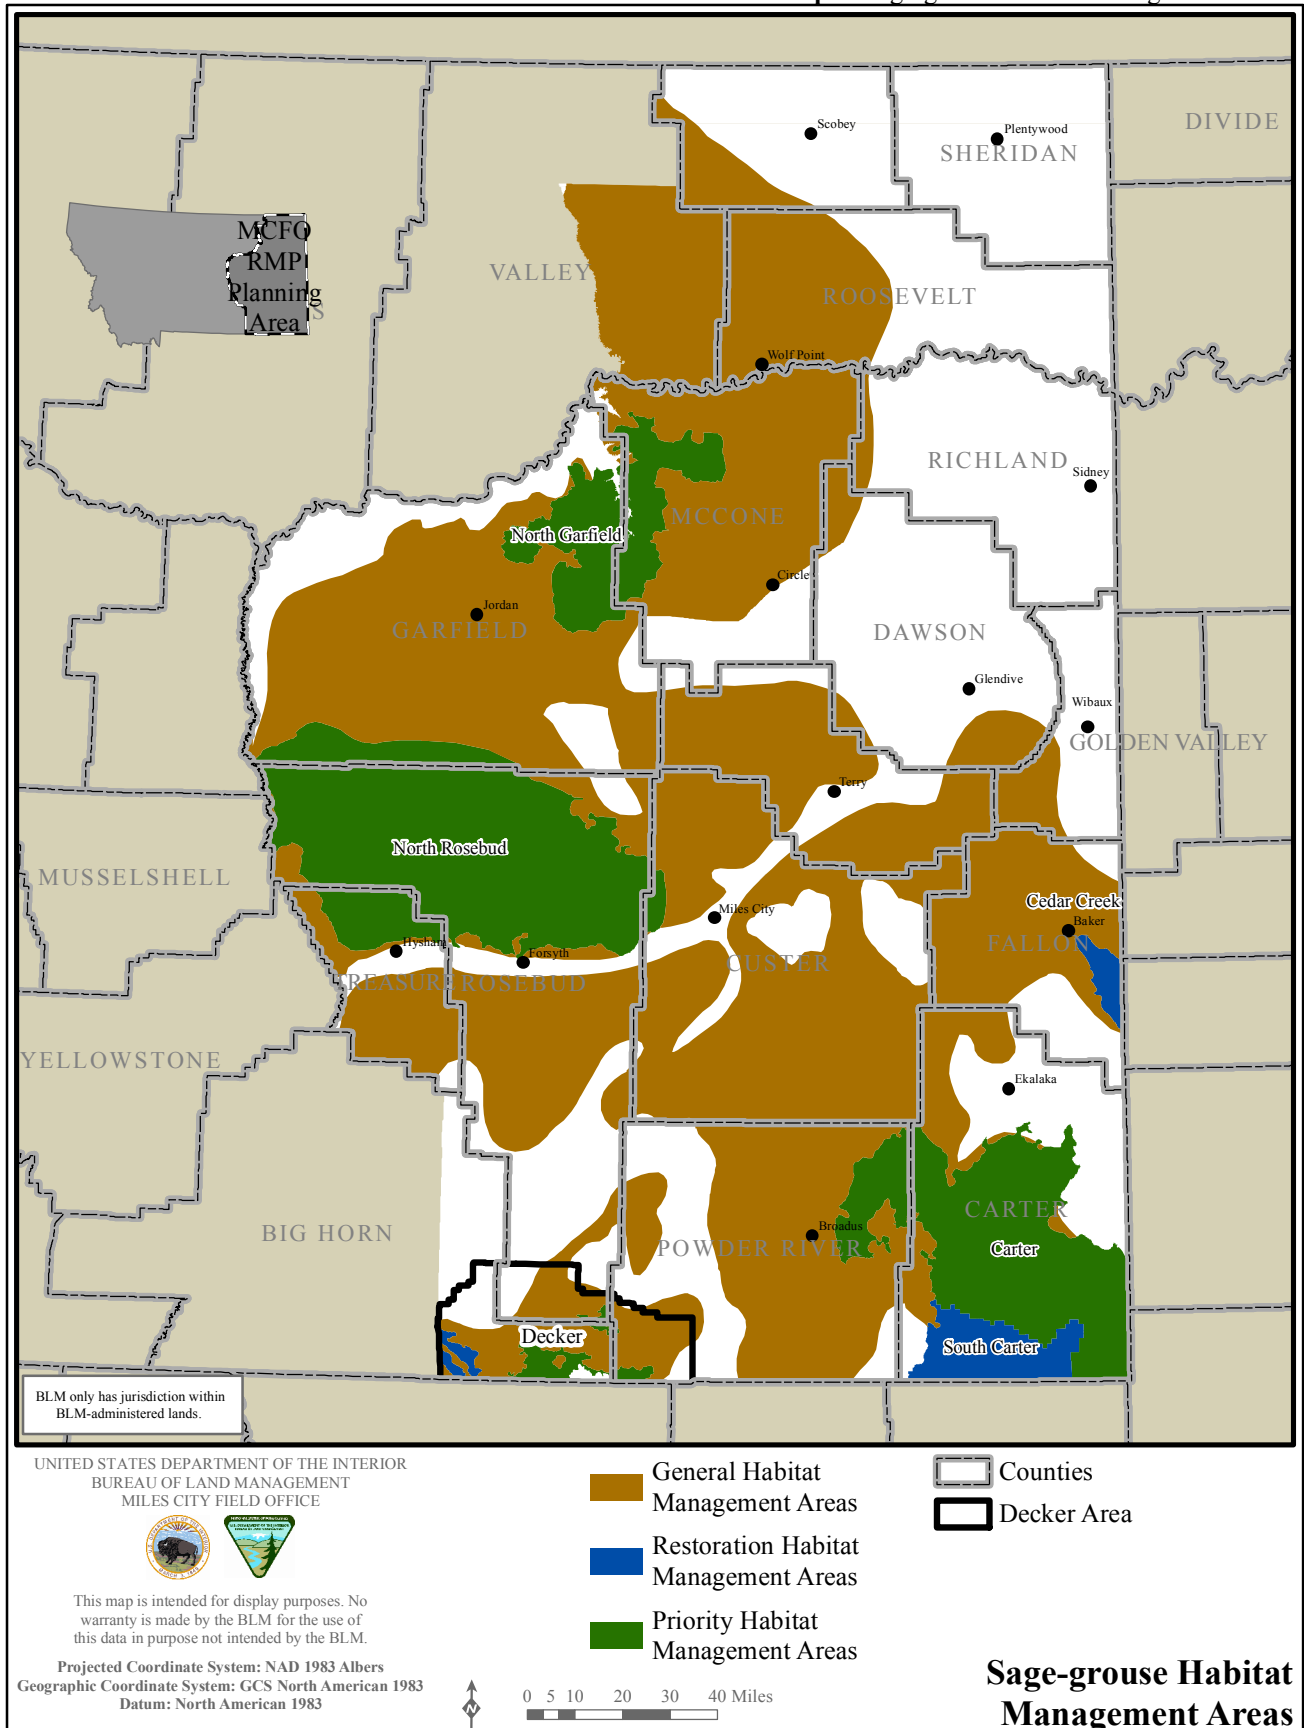 Scobey
Plentywood
DIVIDE
SHERIDAN
MCFO
RMP
Planning
Area
S
VALLEY
ROOSEVELT
Wolf Point
RICHLAND
Sidney
MCCONE
North Garfield
Circle
Jordan
GARFIELD
DAWSON
Glendive
Wibaux
GOLDEN VALLEY
Terry
North Rosebud
MUSSELSHELL
Cedar Creek
Miles City
Baker
FALLON
Hysham
Forsyth
CUSTER
TREASURE
ROSEBUD
YELLOWSTONE
Ekalaka
CARTER
BIG HORN
Broadus
POWDER RIVER
Carter
Decker
South Carter
BLM only has jurisdiction within
BLM-administered lands.
UNITED STATES DEPARTMENT OF THE INTERIOR
BUREAU OF LAND MANAGEMENT
MILES CITY FIELD OFFICE
This map is intended for display purposes. No
warranty is made by the BLM for the use of
this data in purpose not intended by the BLM.
Projected Coordinate System: NAD 1983 Albers
Geographic Coordinate System: GCS North American 1983
Datum: North American 1983
General Habitat
Management Areas
Restoration Habitat
Management Areas
Priority Habitat
Management Areas
Counties
Decker Area
N
0 5 10 20 30 40 Miles
Sage-grouse Habitat
Management Areas